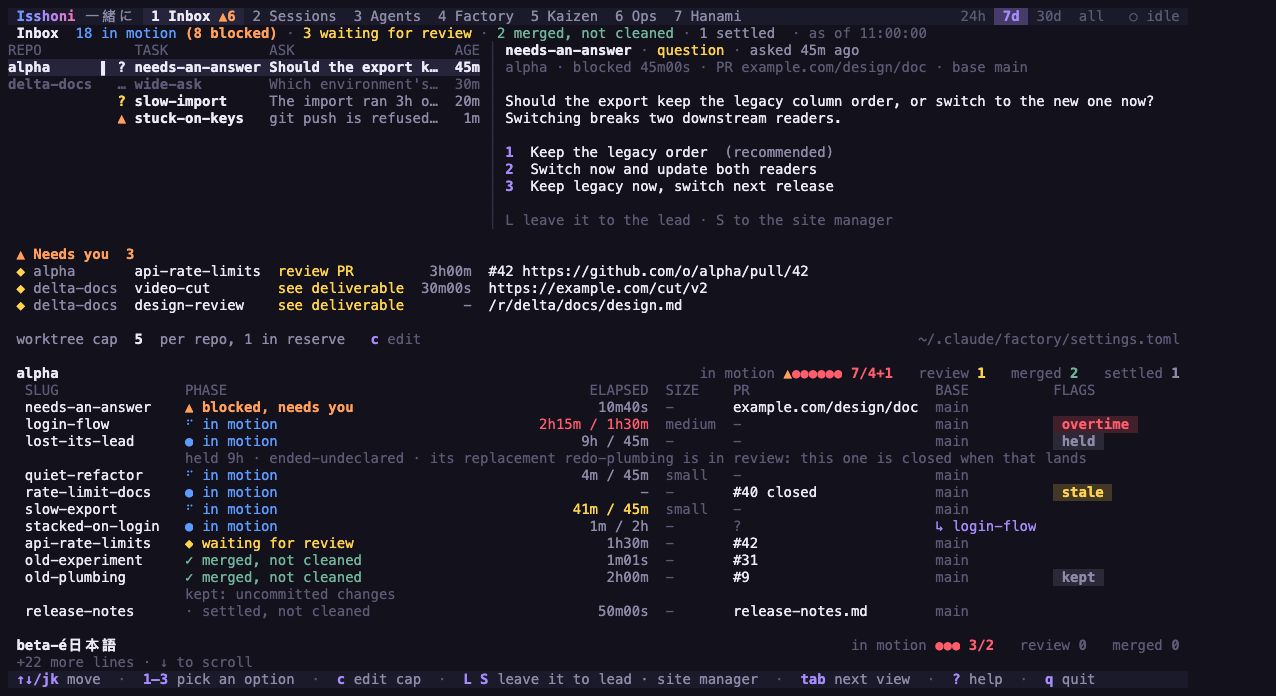 Isshoni 一緒に 1 Inbox ▲6 2 Sessions 3 Agents 4 Factory 5 Kaizen 6 Ops 7 Hanami 24h 7d 30d all ○ idle
Inbox 18 in motion (8 blocked) · 3 waiting for review · 2 merged, not cleaned · 1 settled · as of 11:00:00
REPO TASK ASK AGE
alpha ? needs-an-answer Should the export k… 45m
delta-docs … wide-ask Which environment's… 30m
? slow-import The import ran 3h o… 20m
▲ stuck-on-keys git push is refused… 1m
needs-an-answer · question · asked 45m ago
alpha · blocked 45m00s · PR example.com/design/doc · base main
Should the export keep the legacy column order, or switch to the new one now?
Switching breaks two downstream readers.
1 Keep the legacy order (recommended)
2 Switch now and update both readers
3 Keep legacy now, switch next release
L leave it to the lead · S to the site manager
▲ Needs you 3
◆ alpha api-rate-limits review PR 3h00m #42 https://github.com/o/alpha/pull/42
◆ delta-docs video-cut see deliverable 30m00s https://example.com/cut/v2
◆ delta-docs design-review see deliverable – /r/delta/docs/design.md
worktree cap 5 per repo, 1 in reserve c edit ~/.claude/factory/settings.toml
alpha in motion ▲●●●●●● 7/4+1 review 1 merged 2 settled 1
SLUG PHASE ELAPSED SIZE PR BASE FLAGS
needs-an-answer ▲ blocked, needs you 10m40s – example.com/design/doc main
login-flow in motion 2h15m / 1h30m medium – main overtime
lost-its-lead ● in motion 9h / 45m – – main held
held 9h · ended-undeclared · its replacement redo-plumbing is in review: this one is closed when that lands
quiet-refactor in motion 4m / 45m small – main
rate-limit-docs ● in motion – – #40 closed main stale
slow-export in motion 41m / 45m small – main
stacked-on-login ● in motion 1m / 2h – ? ↳ login-flow
api-rate-limits ◆ waiting for review 1h30m – #42 main
old-experiment ✓ merged, not cleaned 1m01s – #31 main
old-plumbing ✓ merged, not cleaned 2h00m – #9 main kept
kept: uncommitted changes
release-notes · settled, not cleaned 50m00s – release-notes.md main
beta-é日本語 in motion ●●● 3/2 review 0 merged 0
+22 more lines · ↓ to scroll
↑↓/jk move · 1–3 pick an option · c edit cap · L S leave it to lead · site manager · tab next view · ? help · q quit